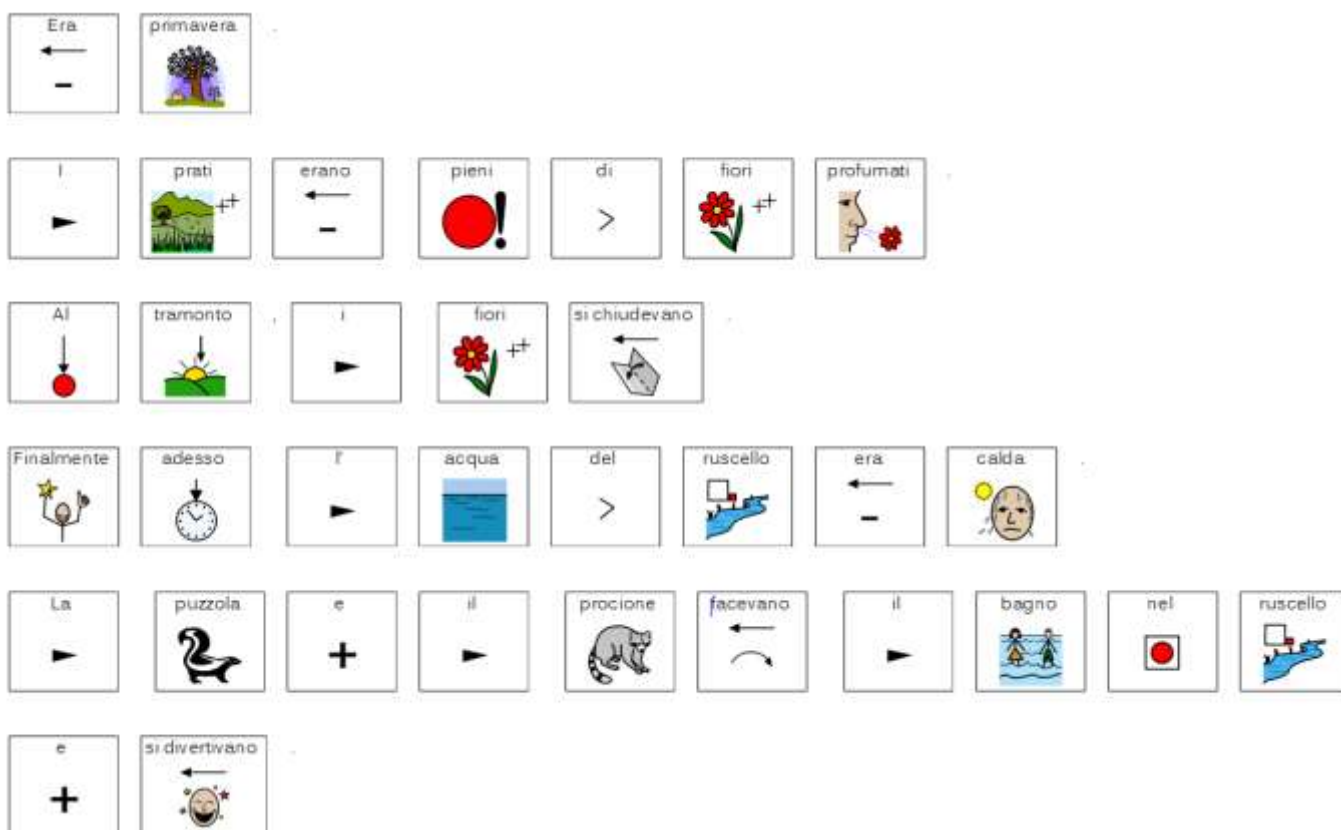 Era primavera.
I prati erano pieni di fiori profumati.
Al tramonto, i fiori si chiudevano.
Finalmente adesso l' acqua del ruscello era calda.
La puzzola e il procione facevano il bagno nel ruscello
e si divertivano.